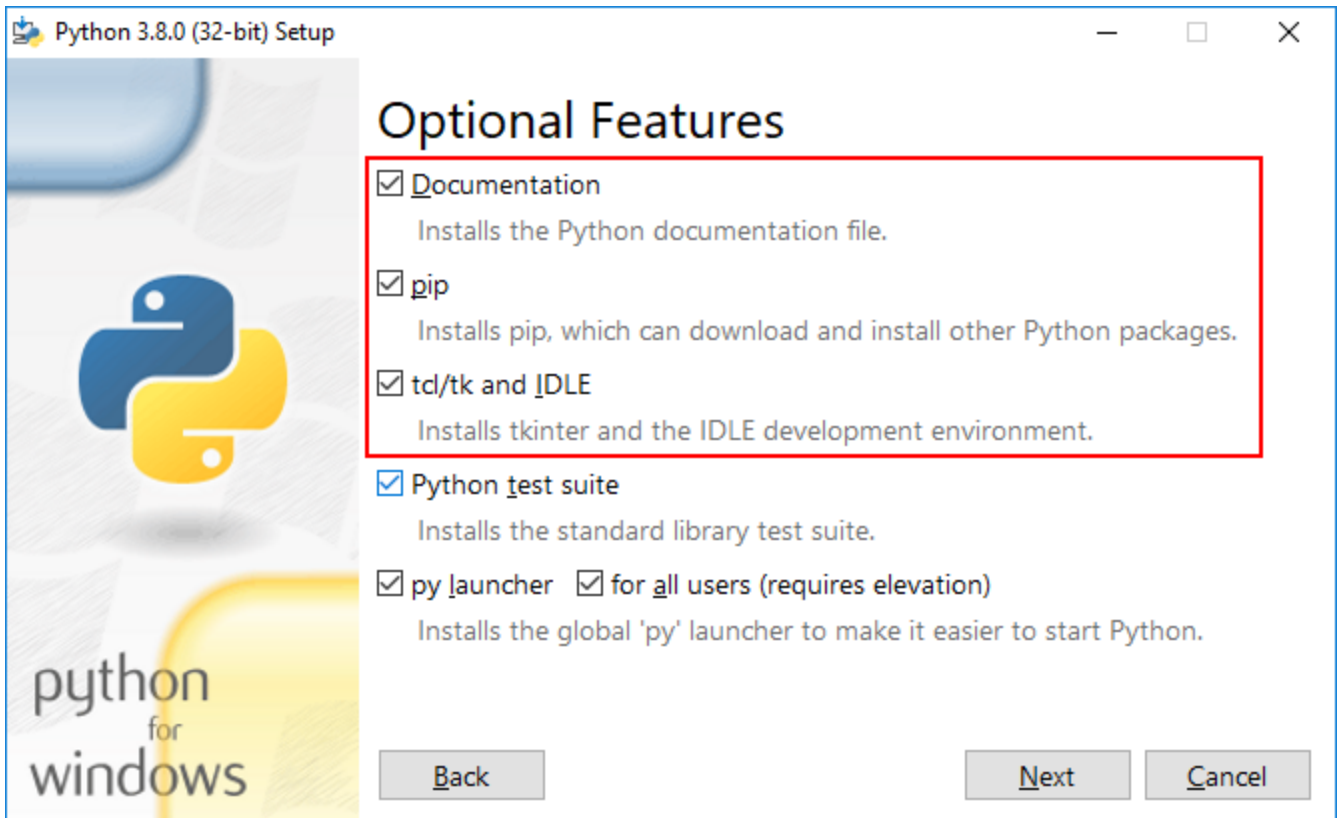 Python 3.8.0 (32-bit) Setup
Optional Features
Documentation
Installs the Python documentation file.
pip
Installs pip, which can download and install other Python packages.
tcl/tk and IDLE
Installs tkinter and the IDLE development environment.
Python test suite
Installs the standard library test suite.
py launcher for all users (requires elevation)
Installs the global 'py' launcher to make it easier to start Python.
python
for
windows
Back Next Cancel